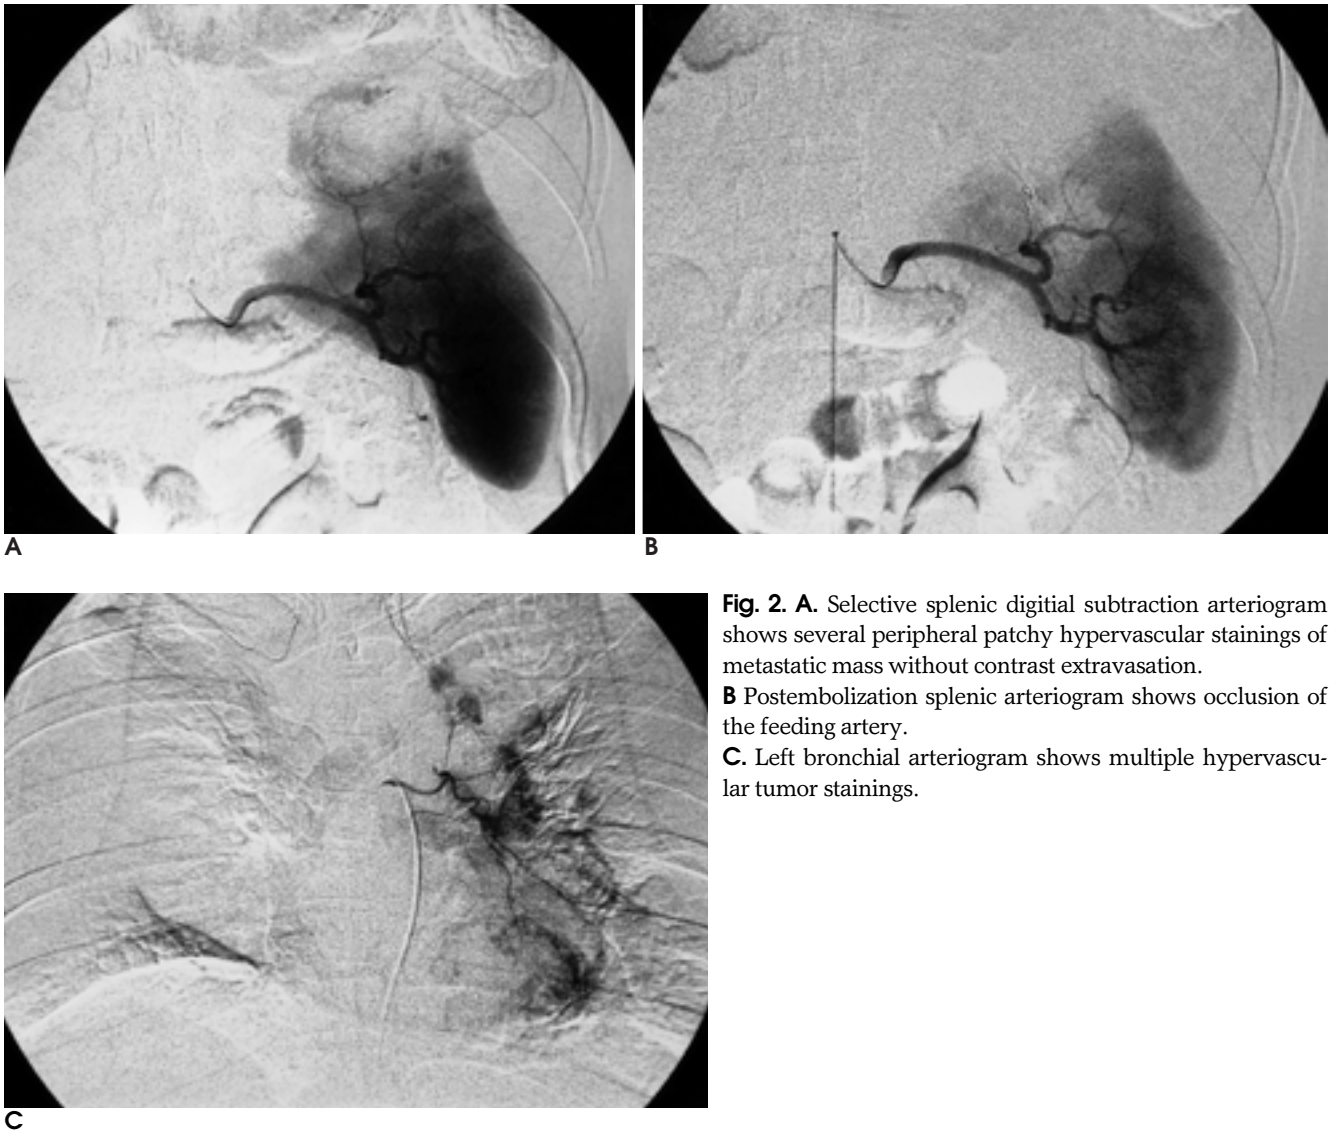 A
B
Fig. 2. A. Selective splenic digitial subtraction arteriogram
shows several peripheral patchy hypervascular stainings of
metastatic mass without contrast extravasation.
B Postembolization splenic arteriogram shows occlusion of
the feeding artery.
C. Left bronchial arteriogram shows multiple hypervascu-
lar tumor stainings.
C